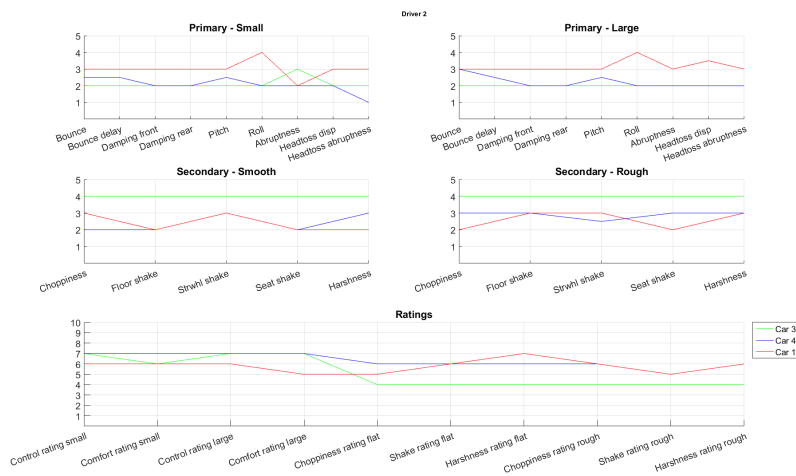 Driver 2
Primary - Small
5
4
3
2
1
Bounce
Bounce delay
Damping front
Damping rear
Pitch
Roll
Abruptness
Headtoss disp
Headtoss abruptness
Primary - Large
5
4
3
2
1
Bounce
Bounce delay
Damping front
Damping rear
Pitch
Roll
Abruptness
Headtoss disp
Headtoss abruptness
Secondary - Smooth
5
4
3
2
1
Choppiness
Floor shake
Strwhl shake
Seat shake
Harshness
Secondary - Rough
5
4
3
2
1
Choppiness
Floor shake
Strwhl shake
Seat shake
Harshness
Ratings
10
9
8
7
6
5
4
3
2
1
Control rating small
Comfort rating small
Control rating large
Comfort rating large
Choppiness rating flat
Shake rating flat
Harshness rating flat
Choppiness rating rough
Shake rating rough
Harshness rating rough
Car 3
Car 4
Car 1